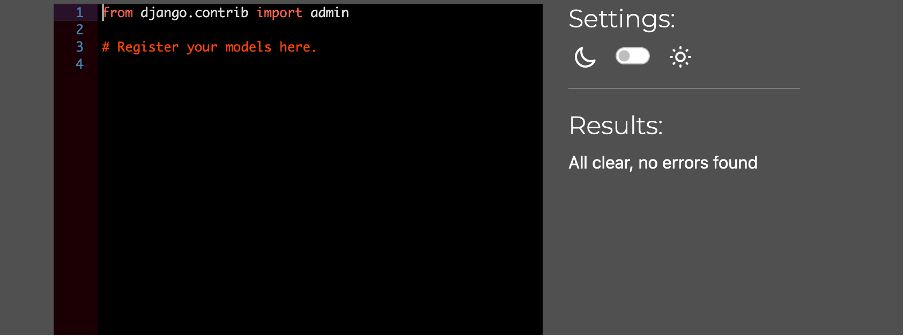 1 from django.contrib import admin
2
3 # Register your models here.
4
Settings:
Results:
All clear, no errors found